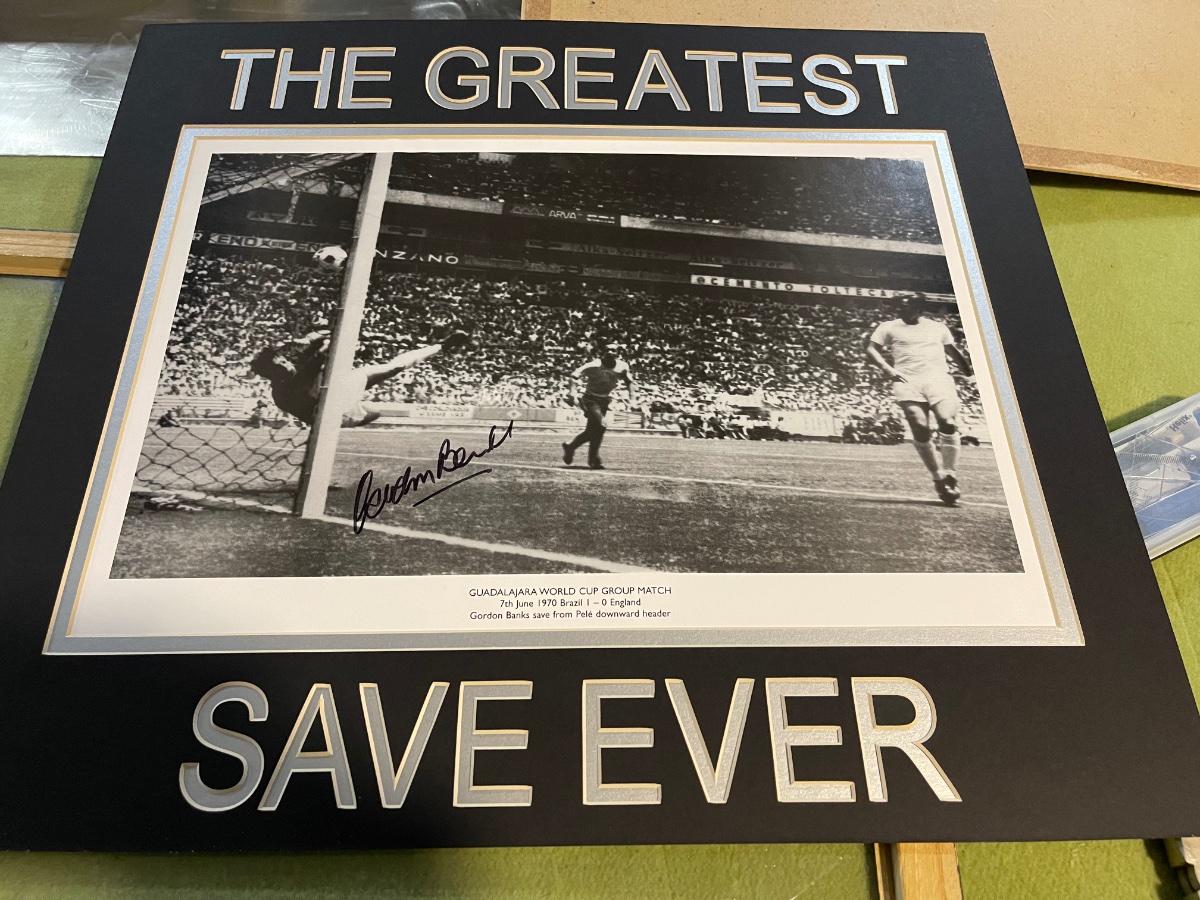 THE GREATEST
ARVA
NZANO
CEMENTO TOLTECA
Gordon Banks
GUADALAJARA WORLD CUP GROUP MATCH
7th June 1970 Brazil 1 – 0 England
Gordon Banks save from Pelé downward header
SAVE EVER